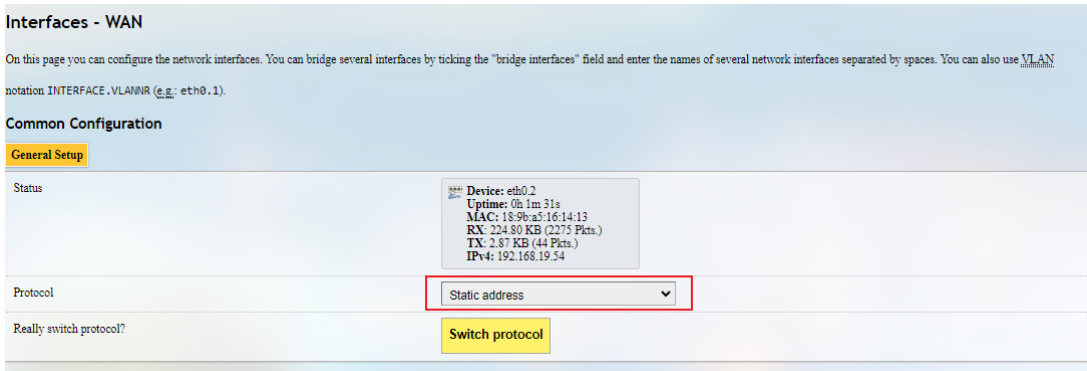 Interfaces - WAN
On this page you can configure the network interfaces. You can bridge several interfaces by ticking the "bridge interfaces" field and enter the names of several network interfaces separated by spaces. You can also use VLAN
notation INTERFACE.VLANNR (e.g.: eth0.1).
Common Configuration
General Setup
Status
Device: eth0.2
Uptime: 0h 1m 31s
MAC: 18:9b:a5:16:14:13
RX: 224.80 KB (2275 Pkts.)
TX: 2.87 KB (44 Pkts.)
IPv4: 192.168.19.54
Protocol
Static address
Really switch protocol?
Switch protocol